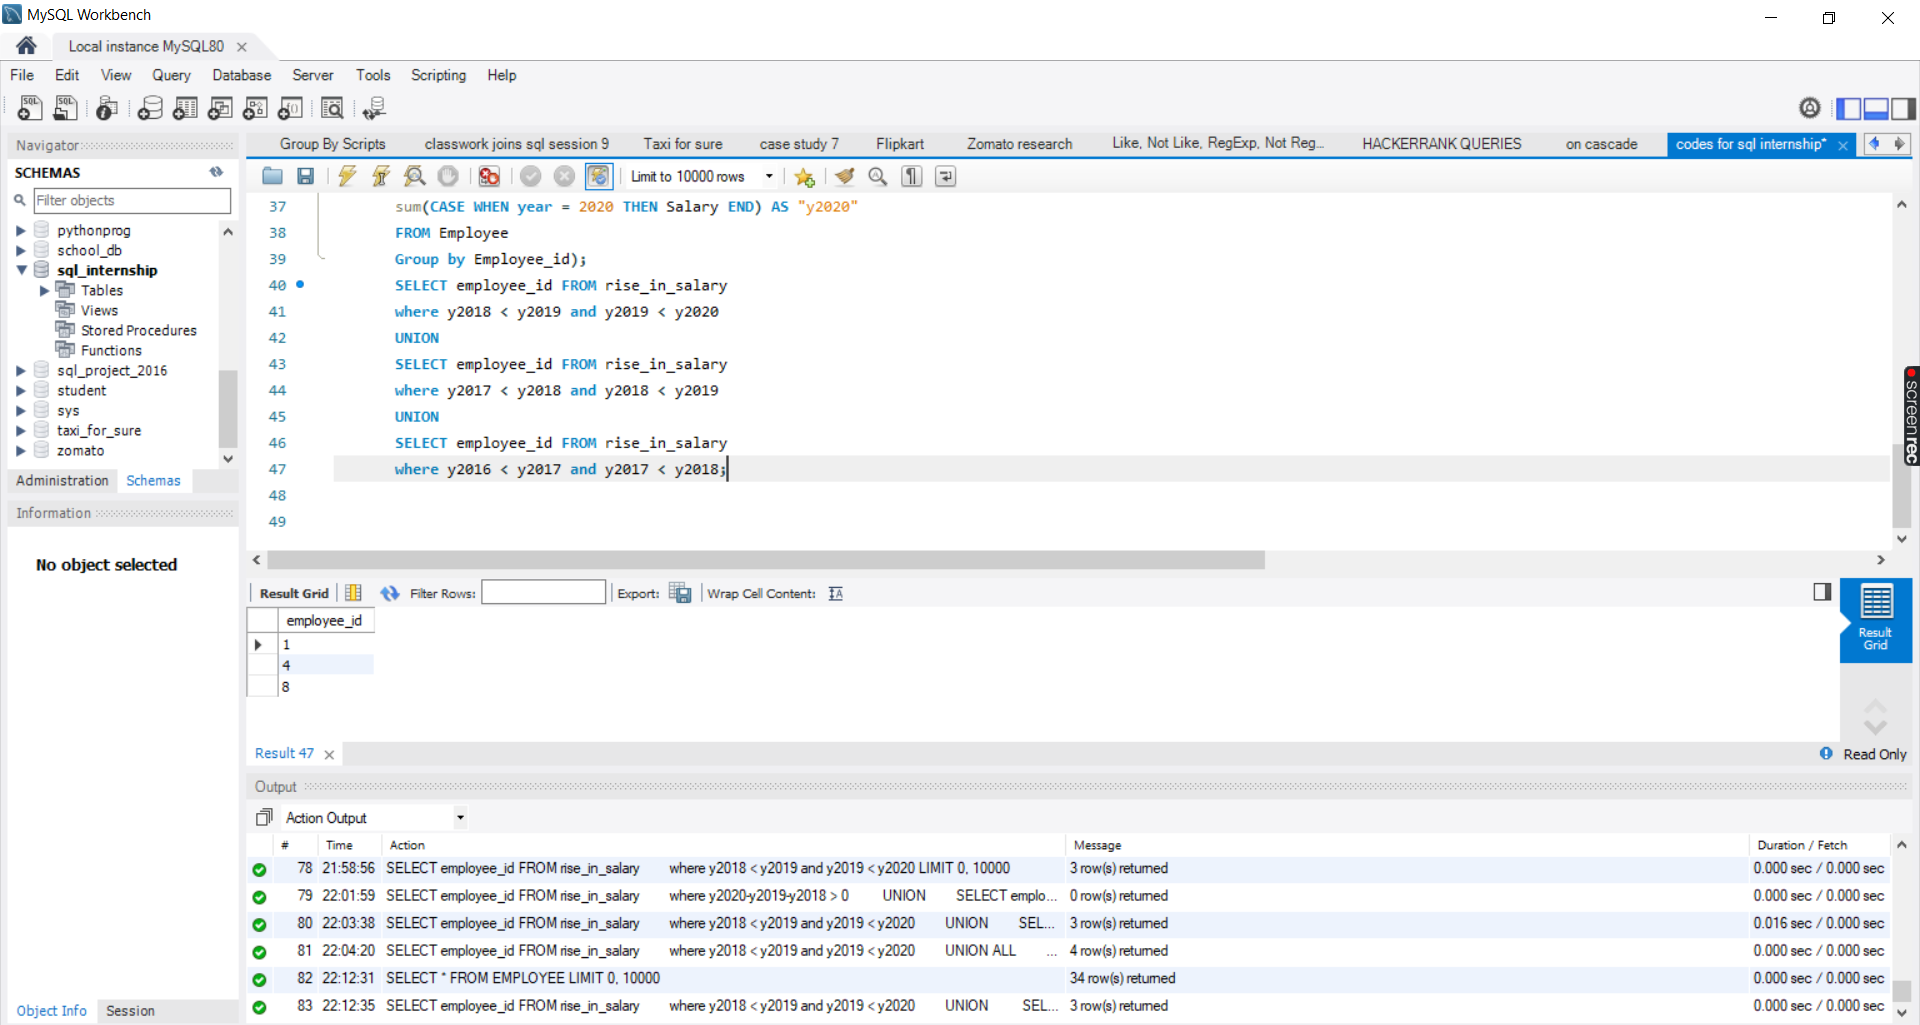 MySQL Workbench
Local instance MySQL80
File Edit View Query Database Server Tools Scripting Help
Navigator
Group By Scripts classwork joins sql session 9 Taxi for sure case study 7 Flipkart Zomato research Like, Not Like, RegExp, Not Reg... HACKERRANK QUERIES on cascade codes for sql internship*
SCHEMAS
Limit to 10000 rows
Filter objects
pythonprog
school_db
sql_internship
Tables
Views
Stored Procedures
Functions
sql_project_2016
student
sys
taxi_for_sure
zomato
Administration Schemas
Information
No object selected
37 sum(CASE WHEN year = 2020 THEN Salary END) AS "y2020"
38 FROM Employee
39 Group by Employee_id);
40 SELECT employee_id FROM rise_in_salary
41 where y2018 < y2019 and y2019 < y2020
42 UNION
43 SELECT employee_id FROM rise_in_salary
44 where y2017 < y2018 and y2018 < y2019
45 UNION
46 SELECT employee_id FROM rise_in_salary
47 where y2016 < y2017 and y2017 < y2018;
48
49
screenrec
Result Grid Filter Rows: Export: Wrap Cell Content:
employee_id
1
4
8
Result Grid
Result 47
Read Only
Output
Action Output
# Time Action Message Duration / Fetch
78 21:58:56 SELECT employee_id FROM rise_in_salary where y2018 < y2019 and y2019 < y2020 LIMIT 0, 10000 3 row(s) returned 0.000 sec / 0.000 sec
79 22:01:59 SELECT employee_id FROM rise_in_salary where y2020-y2019-y2018 > 0 UNION SELECT emplo... 0 row(s) returned 0.000 sec / 0.000 sec
80 22:03:38 SELECT employee_id FROM rise_in_salary where y2018 < y2019 and y2019 < y2020 UNION SEL... 3 row(s) returned 0.016 sec / 0.000 sec
81 22:04:20 SELECT employee_id FROM rise_in_salary where y2018 < y2019 and y2019 < y2020 UNION ALL ... 4 row(s) returned 0.000 sec / 0.000 sec
82 22:12:31 SELECT * FROM EMPLOYEE LIMIT 0, 10000 34 row(s) returned 0.000 sec / 0.000 sec
83 22:12:35 SELECT employee_id FROM rise_in_salary where y2018 < y2019 and y2019 < y2020 UNION SEL... 3 row(s) returned 0.000 sec / 0.000 sec
Object Info Session